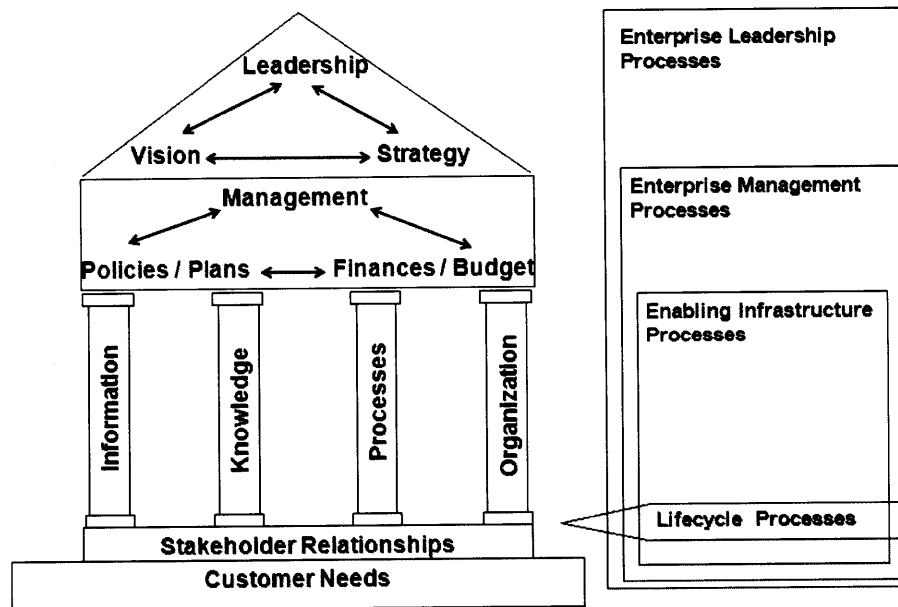 Leadership
Vision
Strategy
Management
Policies / Plans
Finances / Budget
Information
Knowledge
Processes
Organization
Stakeholder Relationships
Customer Needs
Enterprise Leadership
Processes
Enterprise Management
Processes
Enabling Infrastructure
Processes
Lifecycle Processes